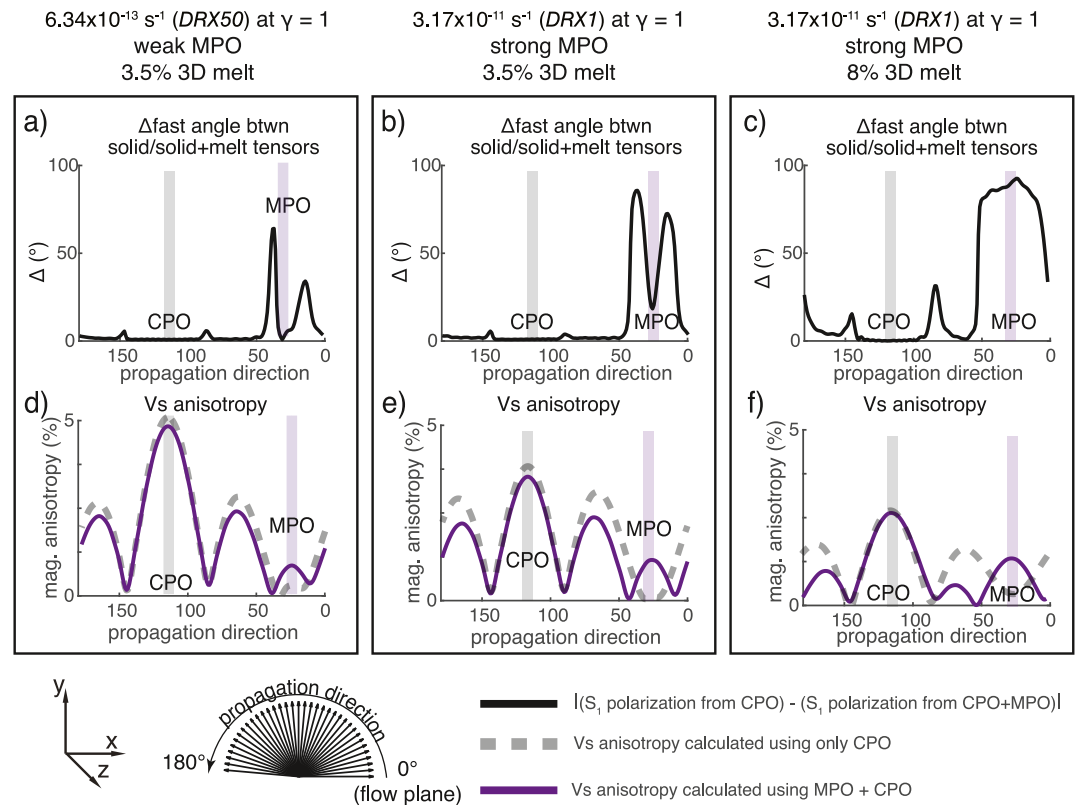 6.34x10⁻¹³ s⁻¹ (DRX50) at γ = 1
weak MPO
3.5% 3D melt
3.17x10⁻¹¹ s⁻¹ (DRX1) at γ = 1
strong MPO
3.5% 3D melt
3.17x10⁻¹¹ s⁻¹ (DRX1) at γ = 1
strong MPO
8% 3D melt
a)
Δfast angle btwn
solid/solid+melt tensors
100
50
0
Δ (°)
MPO
CPO
150
100
50
0
propagation direction
b)
Δfast angle btwn
solid/solid+melt tensors
100
50
0
Δ (°)
CPO
MPO
150
100
50
0
propagation direction
c)
Δfast angle btwn
solid/solid+melt tensors
100
50
0
Δ (°)
CPO
MPO
150
100
50
0
propagation direction
d)
Vs anisotropy
5
0
mag. anisotropy (%)
MPO
CPO
150
100
50
0
propagation direction
e)
Vs anisotropy
5
0
mag. anisotropy (%)
MPO
CPO
150
100
50
0
propagation direction
f)
Vs anisotropy
5
0
mag. anisotropy (%)
CPO
MPO
150
100
50
0
propagation direction
y
x
z
propagation direction
180°
0°
(flow plane)
|(S₁ polarization from CPO) - (S₁ polarization from CPO+MPO)|
Vs anisotropy calculated using only CPO
Vs anisotropy calculated using MPO + CPO